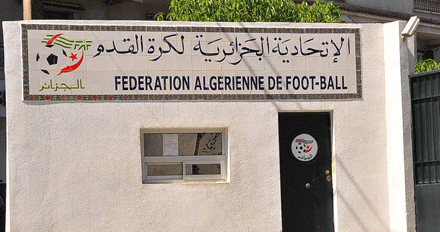 الإتحادية الجزائرية لكرة القدم
FAF
FEDERATION ALGERIENNE DE FOOT-BALL
الجزائر